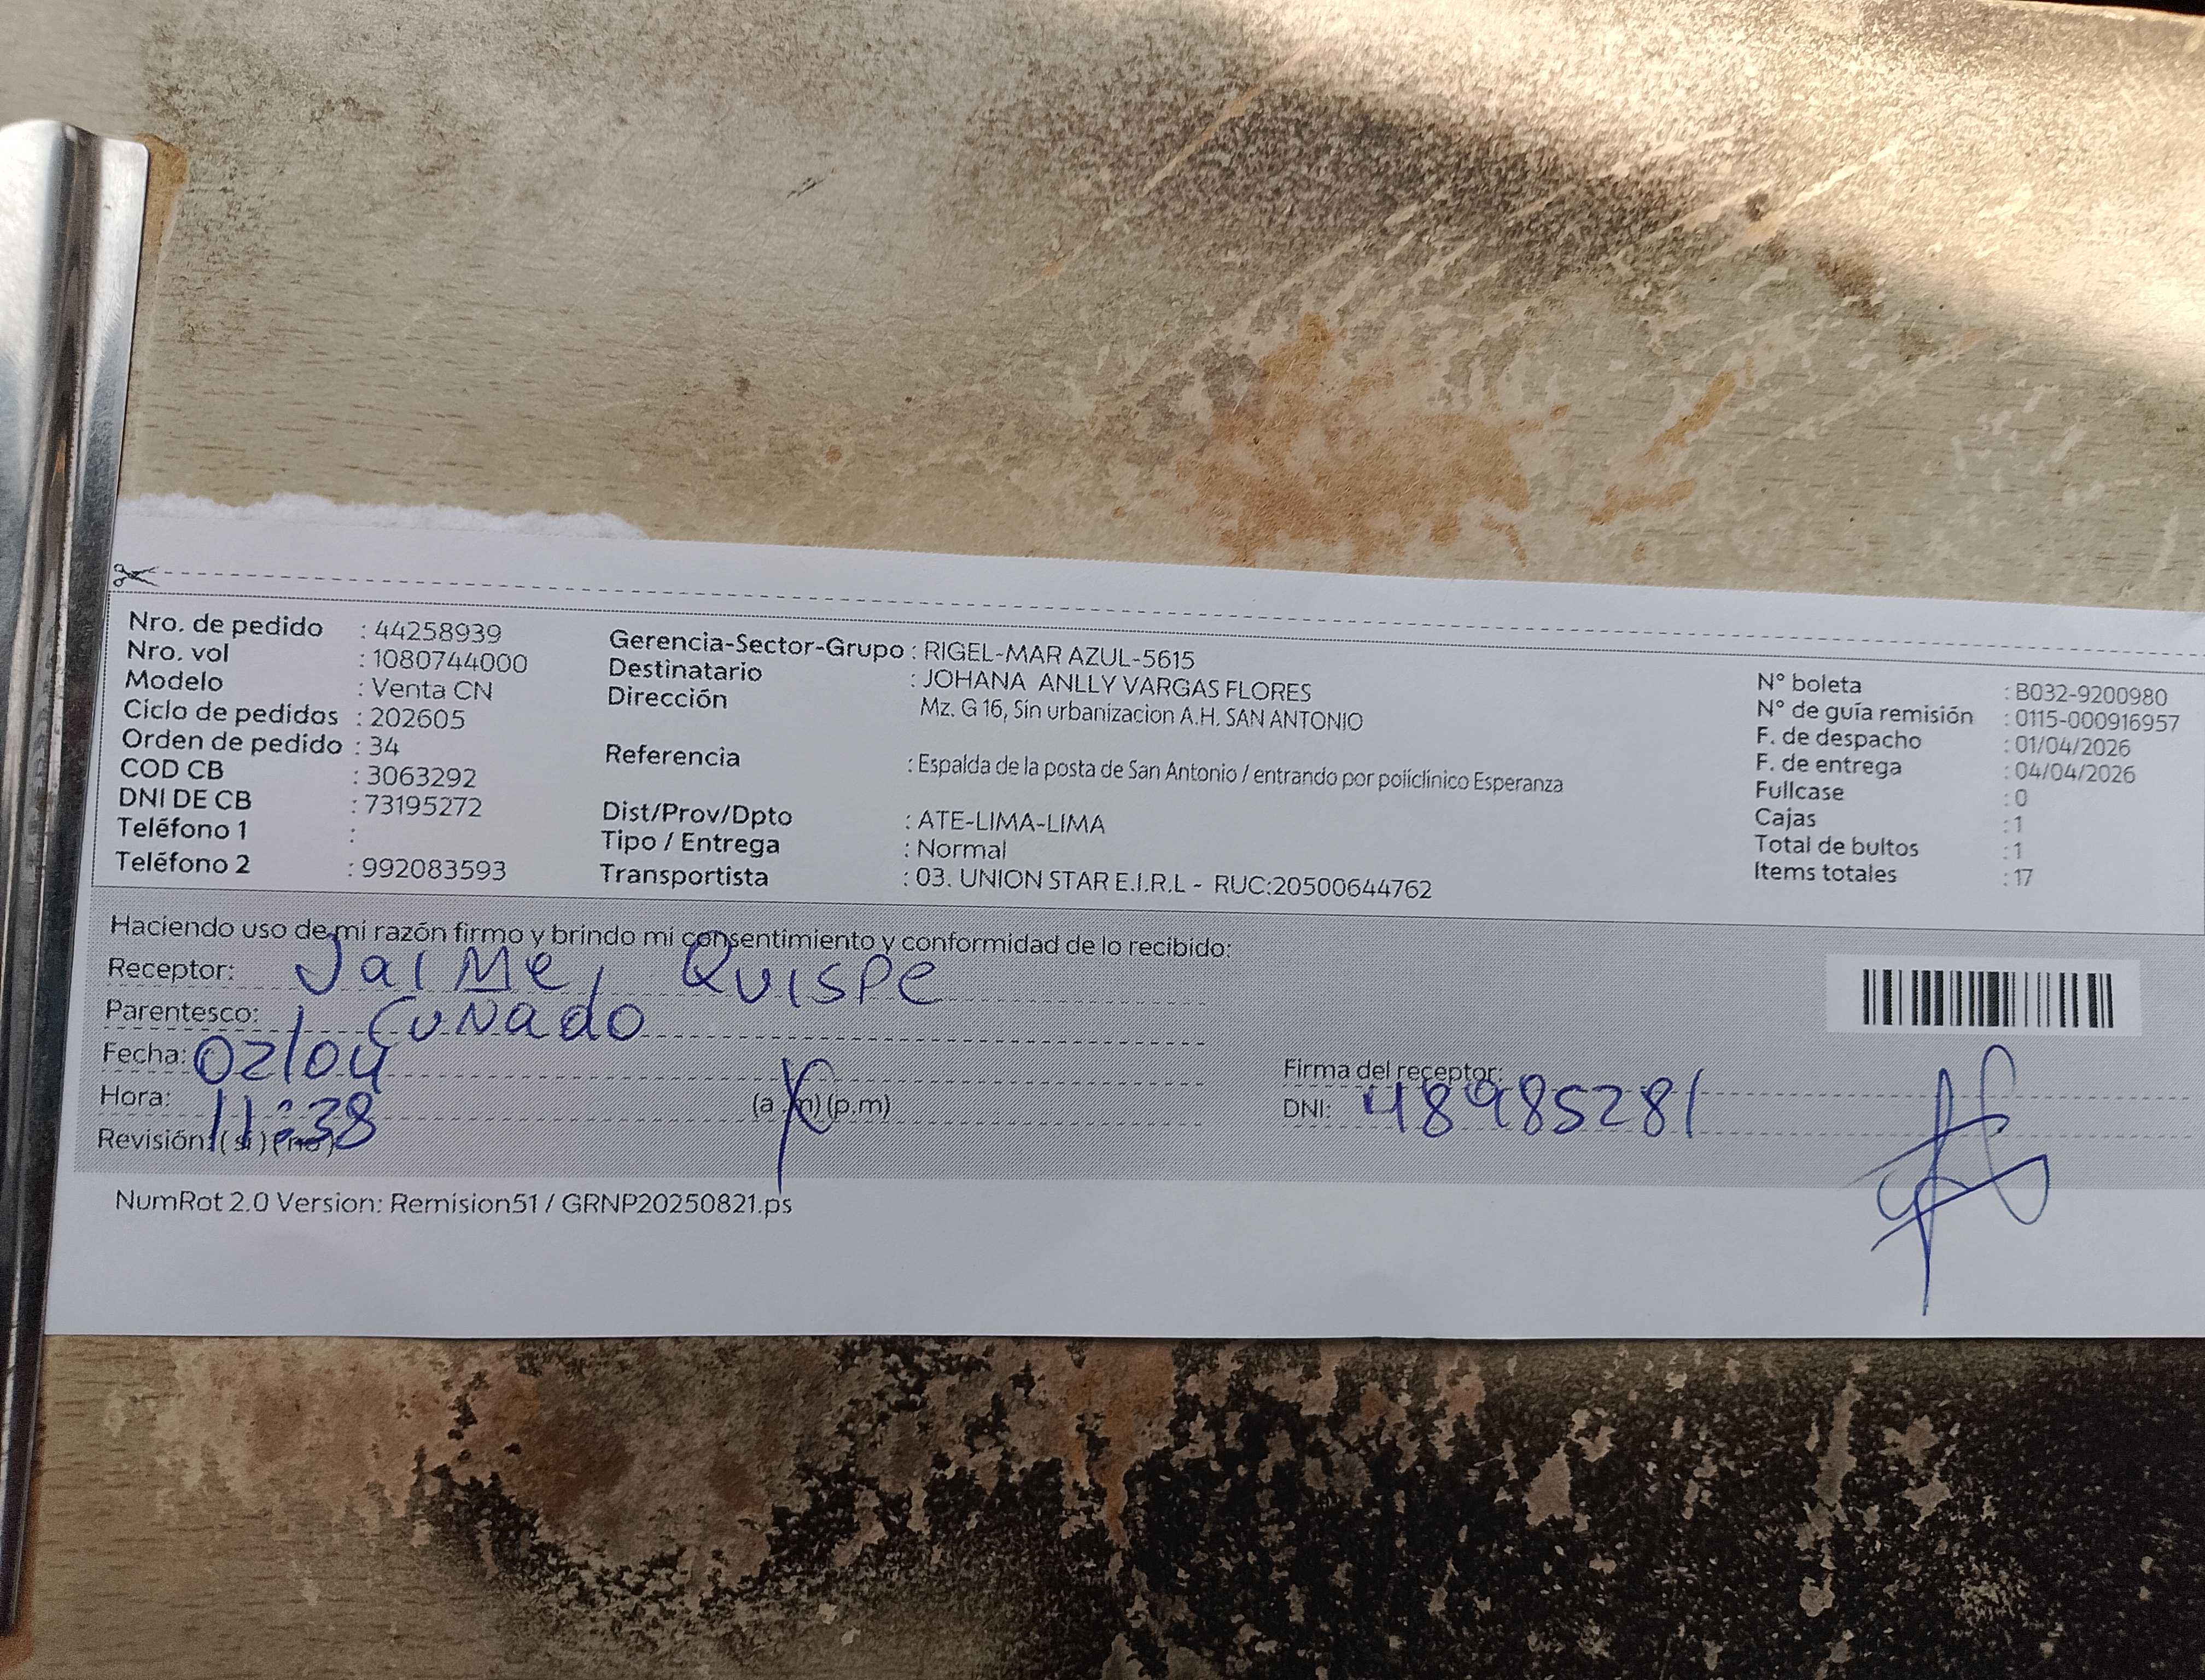 Nro. de pedido : 44258939
Nro. vol : 1080744000
Modelo : Venta CN
Ciclo de pedidos : 202605
Orden de pedido : 34
COD CB : 3063292
DNI DE CB : 73195272
Teléfono 1 :
Teléfono 2 : 992083593
Gerencia-Sector-Grupo : RIGEL-MAR AZUL-5615
Destinatario : JOHANA ANLLY VARGAS FLORES
Dirección Mz. G 16, Sin urbanizacion A.H. SAN ANTONIO
Referencia : Espalda de la posta de San Antonio / entrando por policlínico Esperanza
Dist/Prov/Dpto : ATE-LIMA-LIMA
Tipo / Entrega : Normal
Transportista : 03. UNION STAR E.I.R.L - RUC:20500644762
N° boleta : B032-9200980
N° de guía remisión : 0115-000916957
F. de despacho : 01/04/2026
F. de entrega : 04/04/2026
Fullcase : 0
Cajas : 1
Total de bultos : 1
Items totales : 17
Haciendo uso de mi razón firmo y brindo mi consentimiento y conformidad de lo recibido:
Receptor: Jaime, Quispe
Parentesco: Cuñado
Fecha: 02/04
Hora: 11:38 (a.m) (p.m)
Revisión: (si) (no)
Firma del receptor:
DNI: 48985281
NumRot 2.0 Version: Remision51 / GRNP20250821.ps